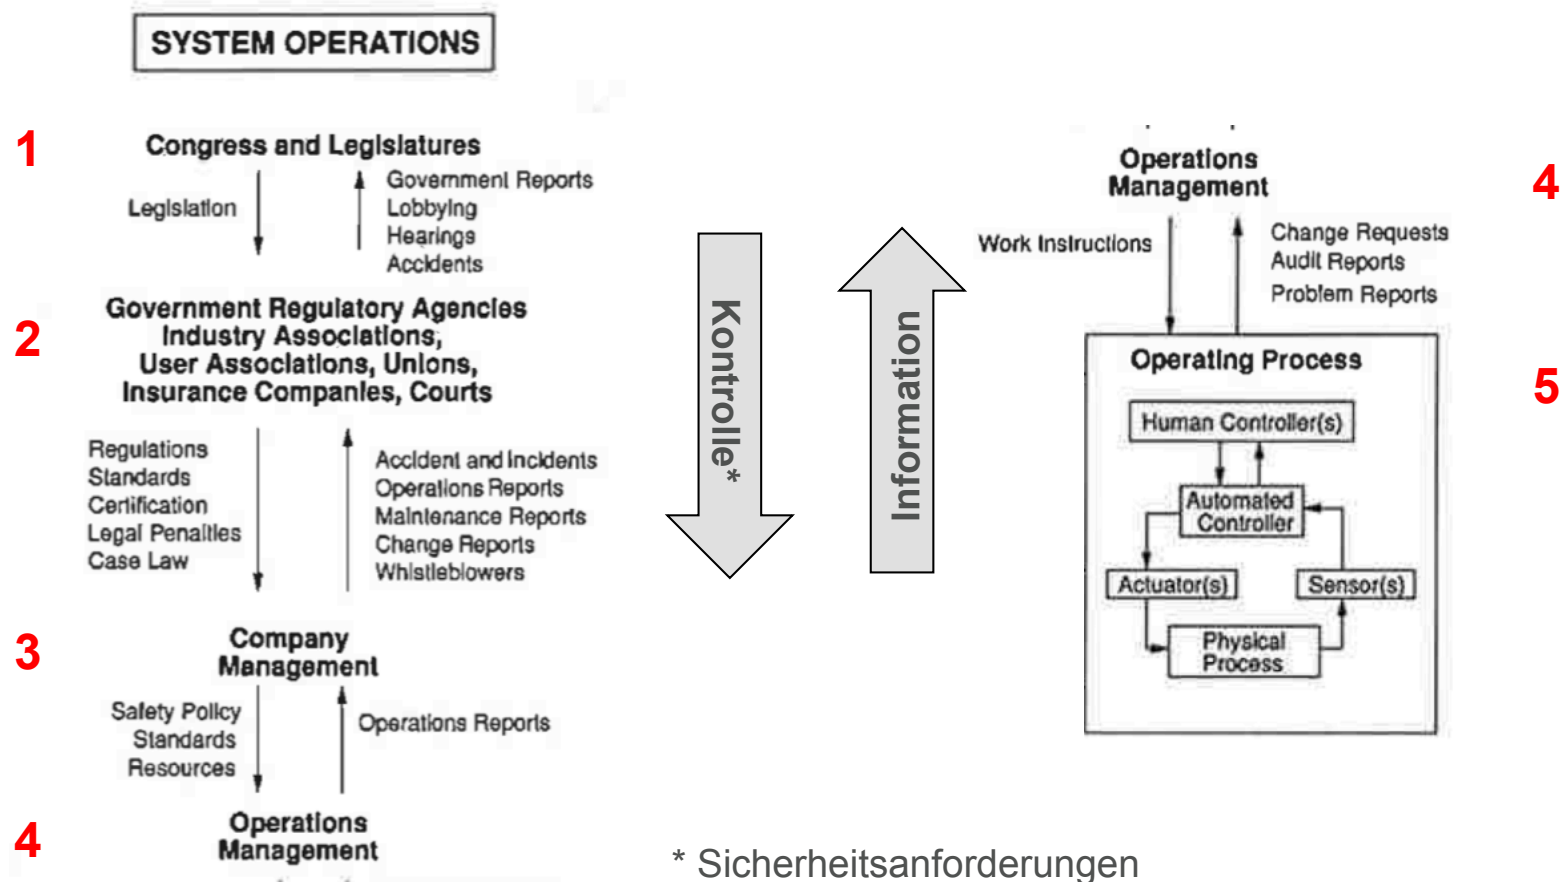 SYSTEM OPERATIONS
1
Congress and Legislatures
Legislation
Government Reports
Lobbying
Hearings
Accidents
2
Government Regulatory Agencies
Industry Associations,
User Associations, Unions,
Insurance Companies, Courts
Regulations
Standards
Certification
Legal Penalties
Case Law
Accident and Incidents
Operations Reports
Maintenance Reports
Change Reports
Whistleblowers
3
Company
Management
Safety Policy
Standards
Resources
Operations Reports
4
Operations
Management
Kontrolle*
Information
Operations
Management
4
Work Instructions
Change Requests
Audit Reports
Problem Reports
Operating Process
5
Human Controller(s)
Automated
Controller
Actuator(s)
Sensor(s)
Physical
Process
* Sicherheitsanforderungen